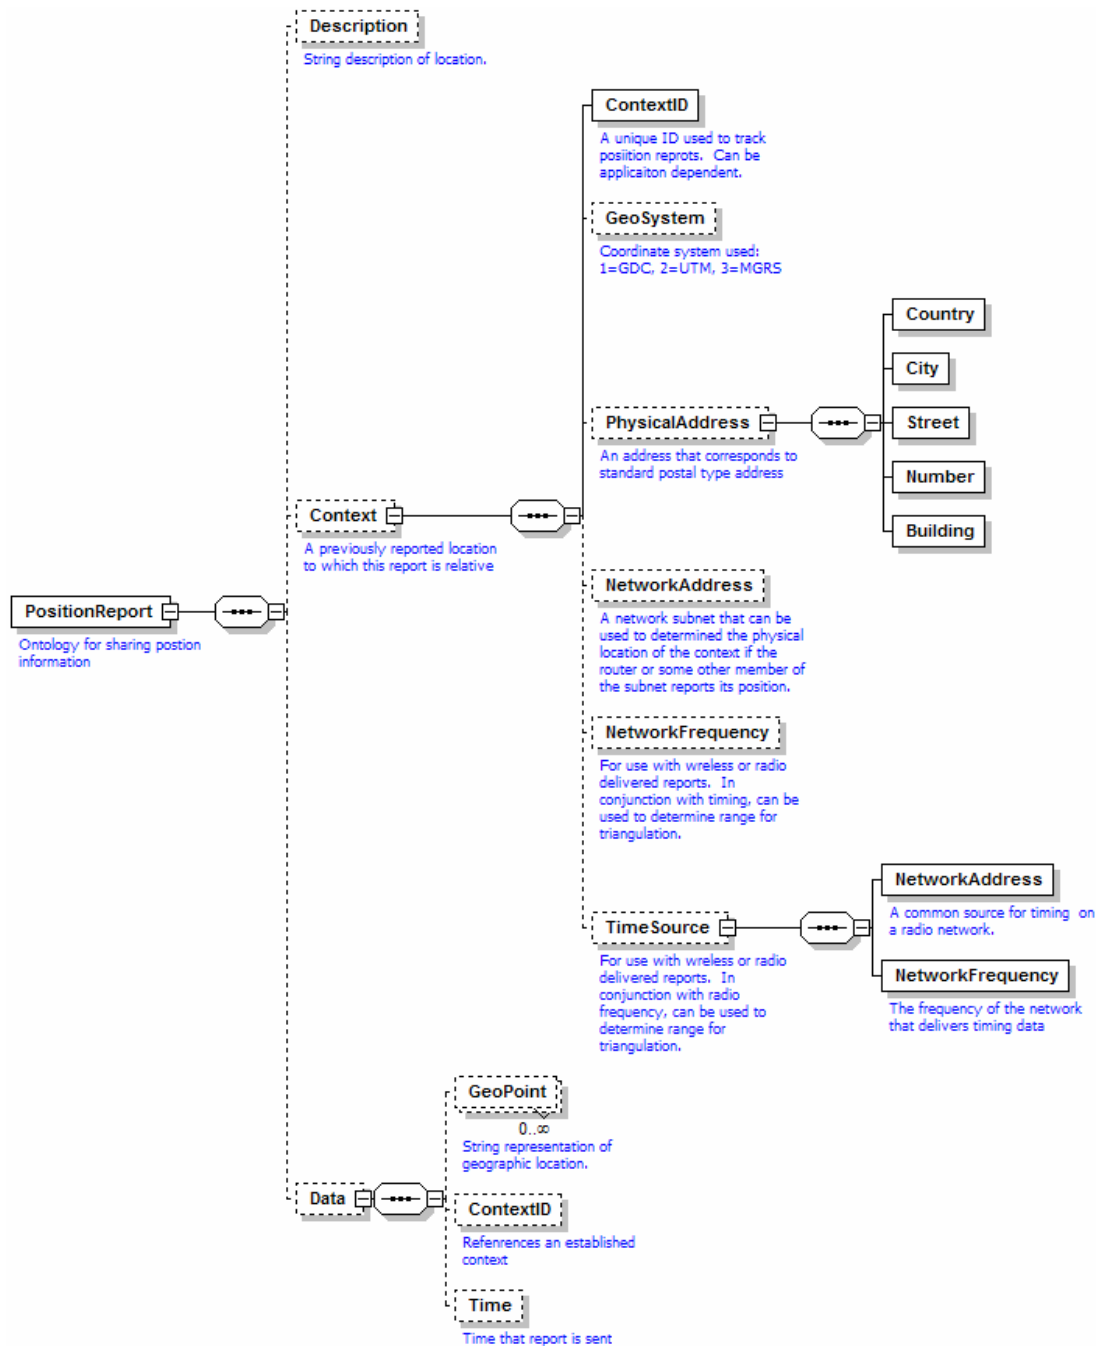 Description
String description of location.
ContextID
A unique ID used to track
posiition reprots. Can be
applicaiton dependent.
GeoSystem
Coordinate system used:
1=GDC, 2=UTM, 3=MGRS
Country
City
PhysicalAddress
Street
An address that corresponds to
standard postal type address
Number
Building
Context
A previously reported location
to which this report is relative
NetworkAddress
A network subnet that can be
used to determined the physical
location of the context if the
router or some other member of
the subnet reports its position.
PositionReport
Ontology for sharing postion
information
NetworkFrequency
For use with wreless or radio
delivered reports. In
conjunction with timing, can be
used to determine range for
triangulation.
TimeSource
For use with wreless or radio
delivered reports. In
conjunction with radio
frequency, can be used to
determine range for
triangulation.
NetworkAddress
A common source for timing on
a radio network.
NetworkFrequency
The frequency of the network
that delivers timing data
GeoPoint
0..∞
String representation of
geographic location.
Data
ContextID
Refenrences an established
context
Time
Time that report is sent